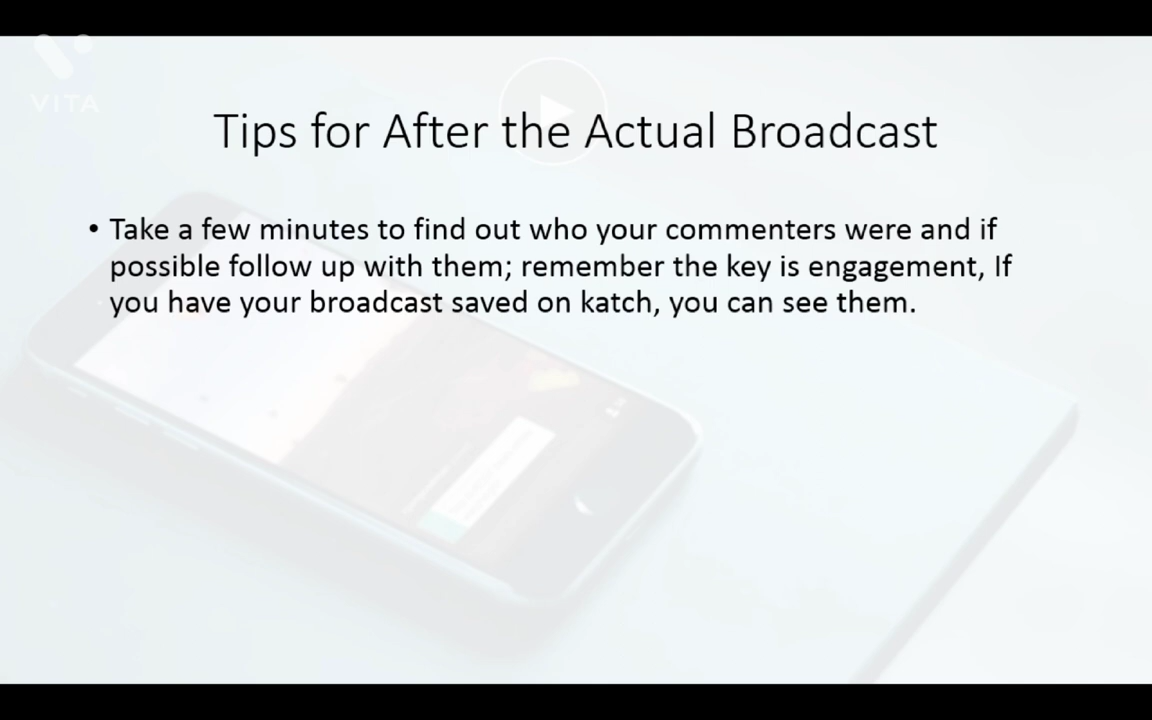 VITA
Tips for After the Actual Broadcast
• Take a few minutes to find out who your commenters were and if
possible follow up with them; remember the key is engagement, If
you have your broadcast saved on katch, you can see them.